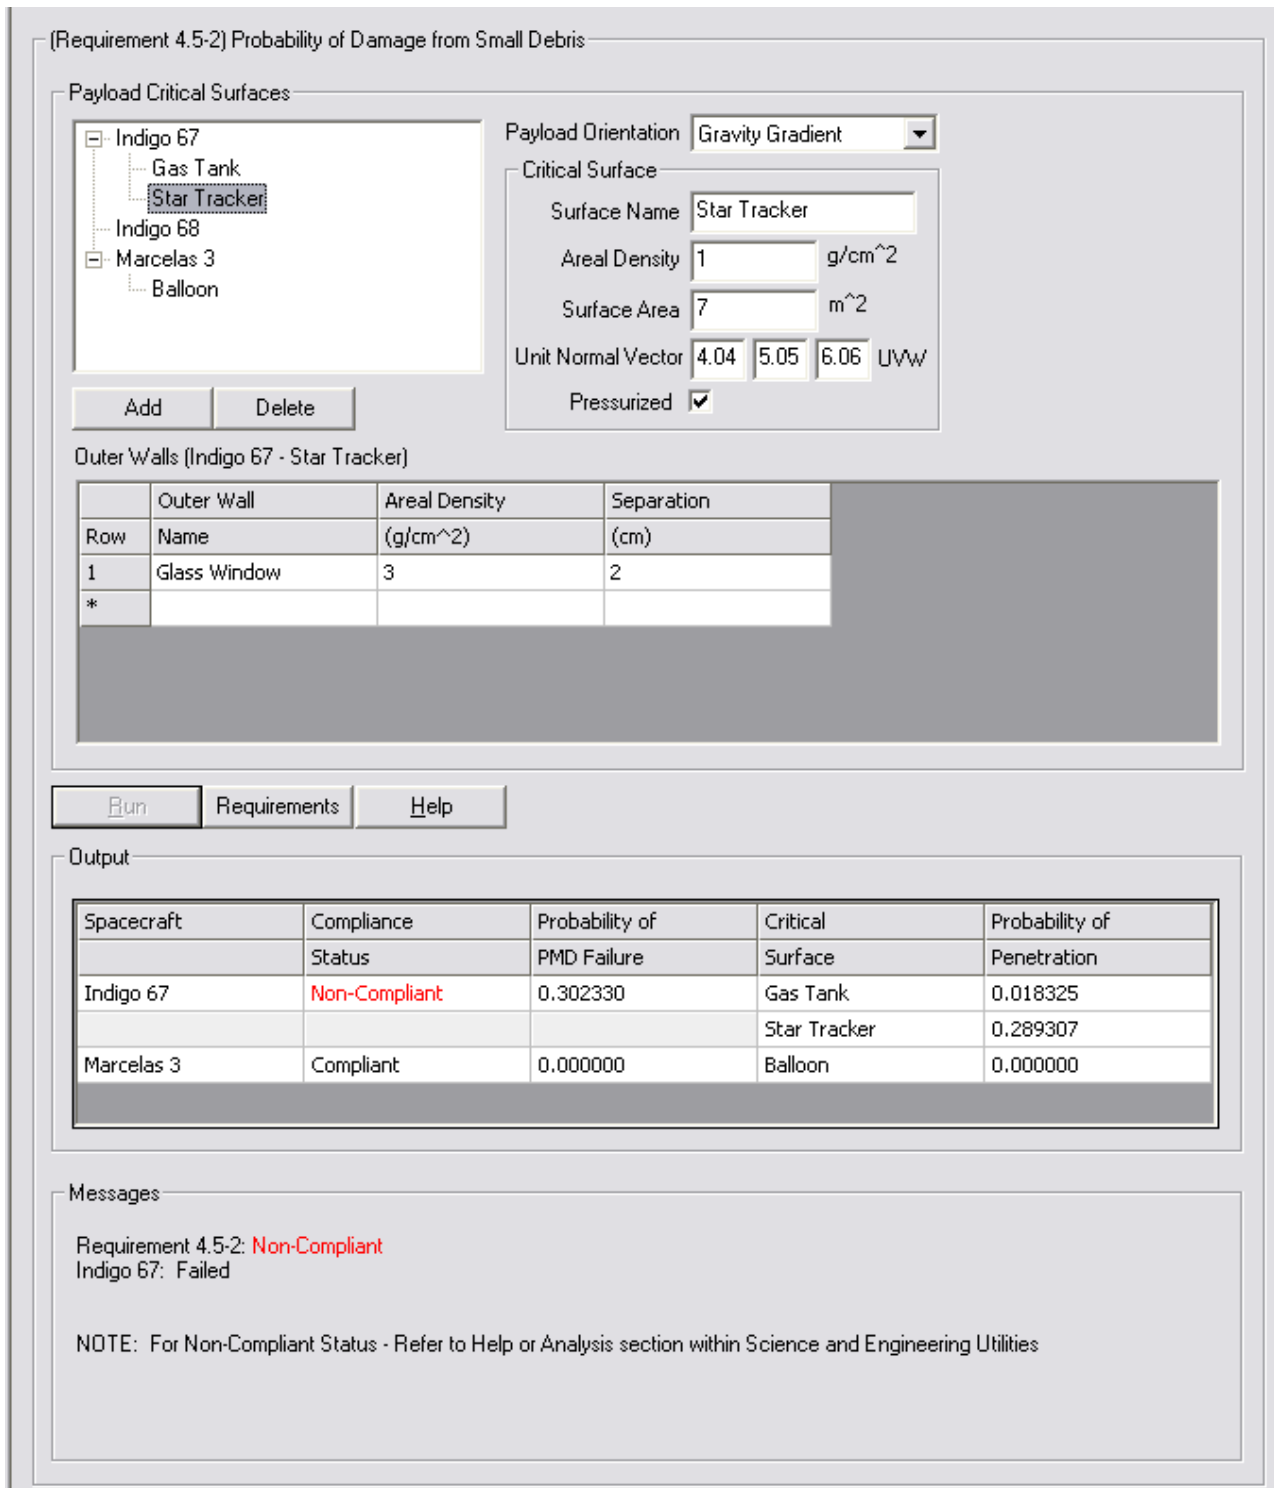 (Requirement 4.5-2) Probability of Damage from Small Debris
Payload Critical Surfaces
Indigo 67
Gas Tank
Star Tracker
Indigo 68
Marcelas 3
Balloon
Add Delete
Payload Orientation Gravity Gradient
Critical Surface
Surface Name Star Tracker
Areal Density 1 g/cm^2
Surface Area 7 m^2
Unit Normal Vector 4.04 5.05 6.06 UVW
Pressurized
Outer Walls (Indigo 67 - Star Tracker)
Outer Wall Areal Density Separation
Row Name (g/cm^2) (cm)
1 Glass Window 3 2
*
Run Requirements Help
Output
Spacecraft Compliance Probability of Critical Probability of
Status PMD Failure Surface Penetration
Indigo 67 Non-Compliant 0.302330 Gas Tank 0.018325
Star Tracker 0.289307
Marcelas 3 Compliant 0.000000 Balloon 0.000000
Messages
Requirement 4.5-2: Non-Compliant
Indigo 67: Failed
NOTE: For Non-Compliant Status - Refer to Help or Analysis section within Science and Engineering Utilities